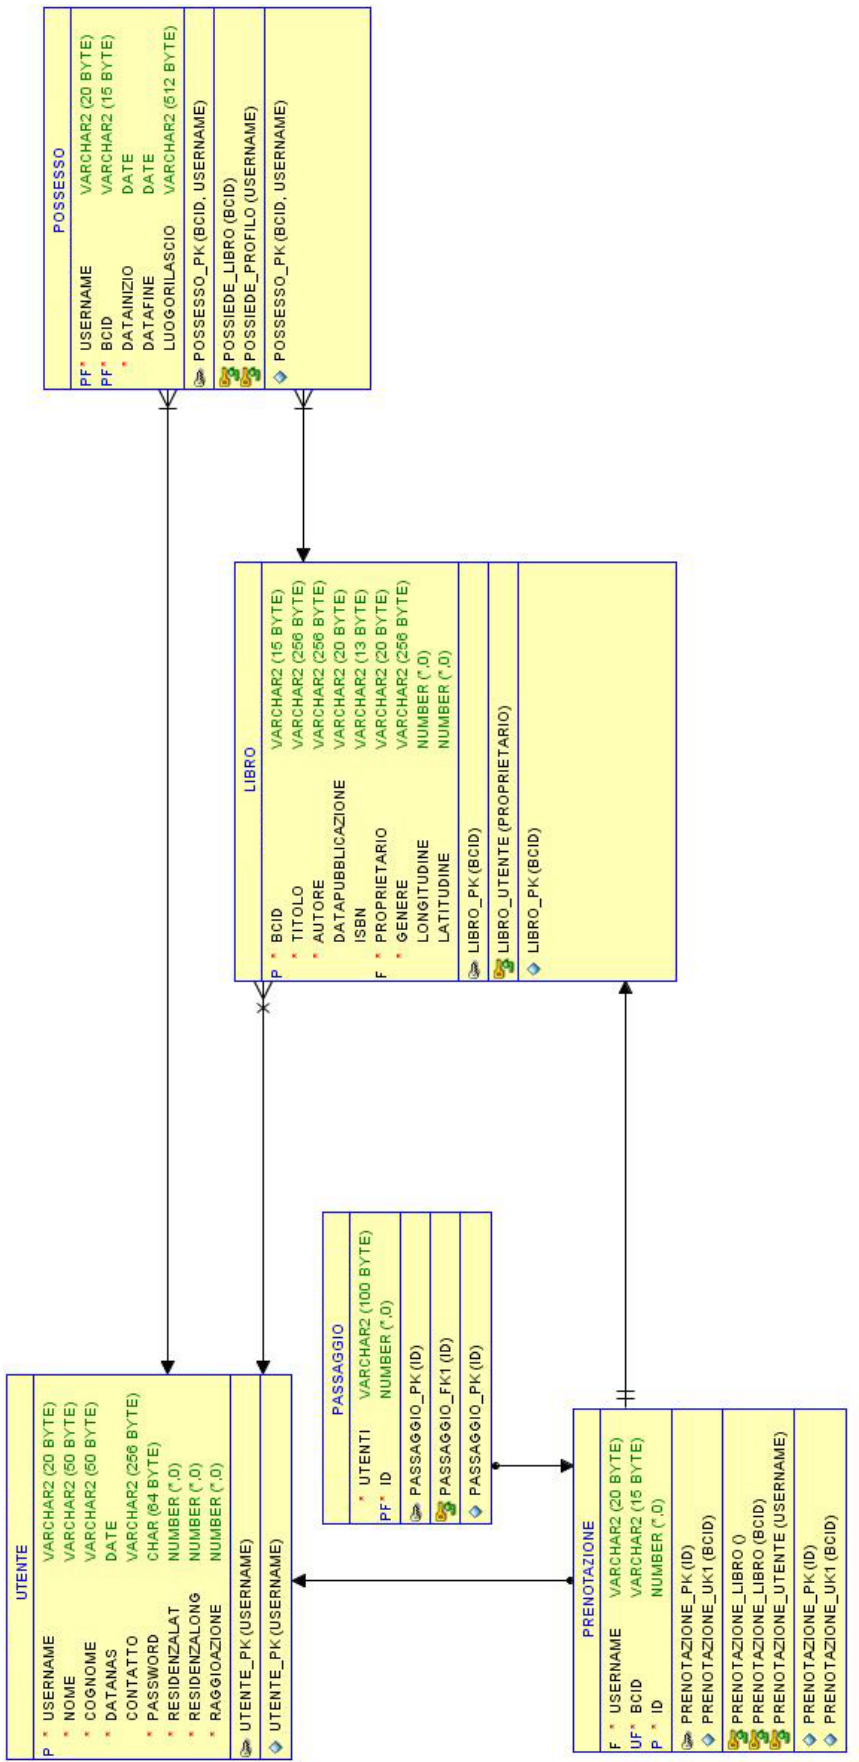 POSSESSO
PF* USERNAME VARCHAR2 (20 BYTE)
PF* BCID VARCHAR2 (15 BYTE)
* DATAINIZIO DATE
DATAFINE DATE
LUOGORILASCIO VARCHAR2 (512 BYTE)
POSSESSO_PK (BCID, USERNAME)
POSSIEDE_LIBRO (BCID)
POSSIEDE_PROFILO (USERNAME)
POSSESSO_PK (BCID, USERNAME)
LIBRO
P * BCID VARCHAR2 (15 BYTE)
* TITOLO VARCHAR2 (256 BYTE)
* AUTORE VARCHAR2 (256 BYTE)
DATAPUBBLICAZIONE VARCHAR2 (20 BYTE)
ISBN VARCHAR2 (13 BYTE)
F * PROPRIETARIO VARCHAR2 (20 BYTE)
* GENERE VARCHAR2 (256 BYTE)
LONGITUDINE NUMBER (*,0)
LATITUDINE NUMBER (*,0)
LIBRO_PK (BCID)
LIBRO_UTENTE (PROPRIETARIO)
LIBRO_PK (BCID)
UTENTE
P * USERNAME VARCHAR2 (20 BYTE)
* NOME VARCHAR2 (50 BYTE)
* COGNOME VARCHAR2 (50 BYTE)
* DATANAS DATE
CONTATTO VARCHAR2 (256 BYTE)
* PASSWORD CHAR (64 BYTE)
* RESIDENZALAT NUMBER (*,0)
* RESIDENZALONG NUMBER (*,0)
* RAGGIOAZIONE NUMBER (*,0)
UTENTE_PK (USERNAME)
UTENTE_PK (USERNAME)
PASSAGGIO
* UTENTI VARCHAR2 (100 BYTE)
PF* ID NUMBER (*,0)
PASSAGGIO_PK (ID)
PASSAGGIO_FK1 (ID)
PASSAGGIO_PK (ID)
PRENOTAZIONE
F * USERNAME VARCHAR2 (20 BYTE)
UF* BCID VARCHAR2 (15 BYTE)
P * ID NUMBER (*,0)
PRENOTAZIONE_PK (ID)
PRENOTAZIONE_UK1 (BCID)
PRENOTAZIONE_LIBRO ()
PRENOTAZIONE_LIBRO (BCID)
PRENOTAZIONE_UTENTE (USERNAME)
PRENOTAZIONE_PK (ID)
PRENOTAZIONE_UK1 (BCID)